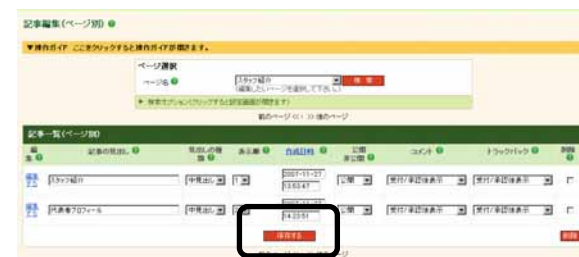 記事編集(ページ別)
▼操作ガイド ここをクリックすると操作ガイドが開きます。
ページ選択
ページ名 スタッフ紹介 検索
(編集したいページを選択して下さい)
▶ 検索オプション(クリックすると設定画面が開きます)
前のページ << 1 >> 次のページ
記事一覧(ページ別)
編集 記事の見出し 見出しの種類 表示順 作成日時 公開非公開 コメント トラックバック 削除
編集する スタッフ紹介 中見出し 1 2007-11-27 13:53:47 公開 受付/承認後表示 受付/承認後表示
編集する 代表者プロフィール 中見出し 14:23:51 公開 受付/承認後表示 受付/承認後表示
保存する 削除